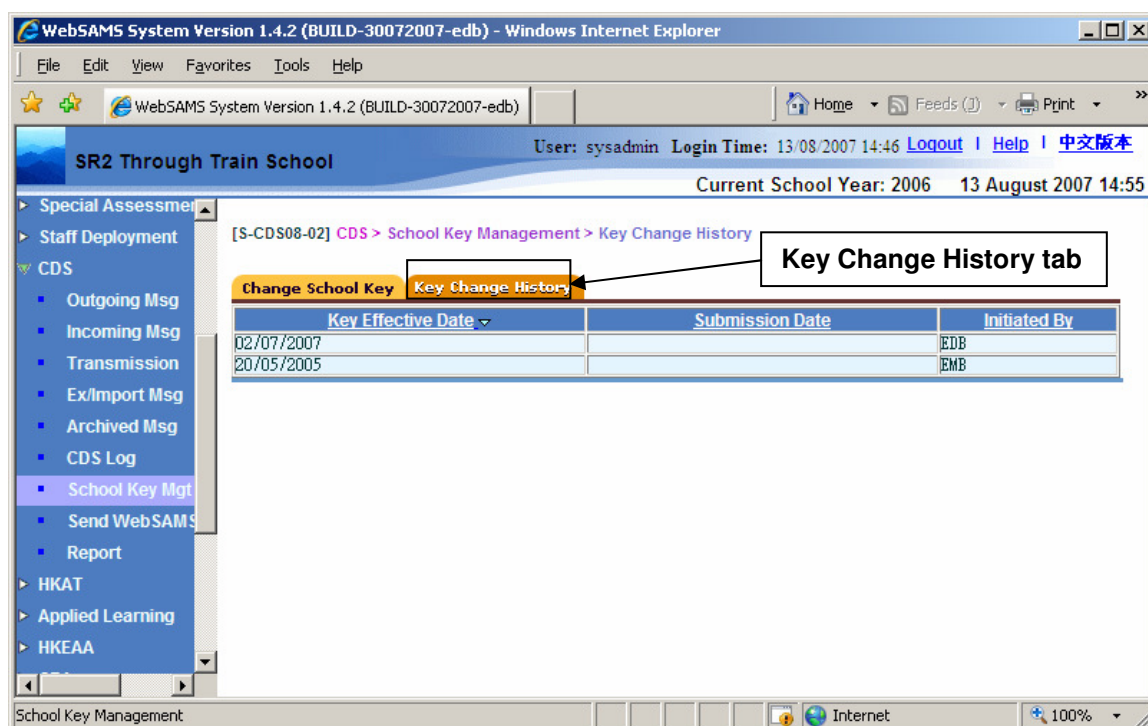 WebSAMS System Version 1.4.2 (BUILD-30072007-edb) - Windows Internet Explorer
File Edit View Favorites Tools Help
WebSAMS System Version 1.4.2 (BUILD-30072007-edb) Home Feeds (J) Print »
SR2 Through Train School User: sysadmin Login Time: 13/08/2007 14:46 Logout | Help | 中文版本
Current School Year: 2006 13 August 2007 14:55
Special Assessmen
Staff Deployment
CDS
Outgoing Msg
Incoming Msg
Transmission
Ex/Import Msg
Archived Msg
CDS Log
School Key Mgt
Send WebSAMS
Report
HKAT
Applied Learning
HKEAA
[S-CDS08-02] CDS > School Key Management > Key Change History
Key Change History tab
Change School Key Key Change History
Key Effective Date Submission Date Initiated By
02/07/2007 EDB
20/05/2005 EMB
School Key Management Internet 100%